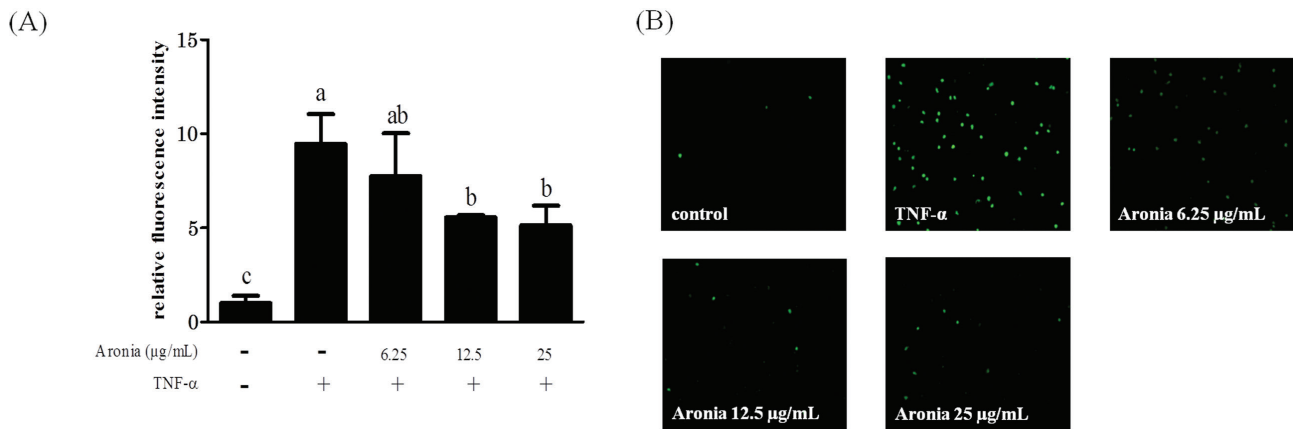 (A)
15
10
5
0
relative fluorescence intensity
c
a
ab
b
b
Aronia (µg/mL) - - 6.25 12.5 25
TNF-α - + + + +
(B)
control
TNF-α
Aronia 6.25 µg/mL
Aronia 12.5 µg/mL
Aronia 25 µg/mL